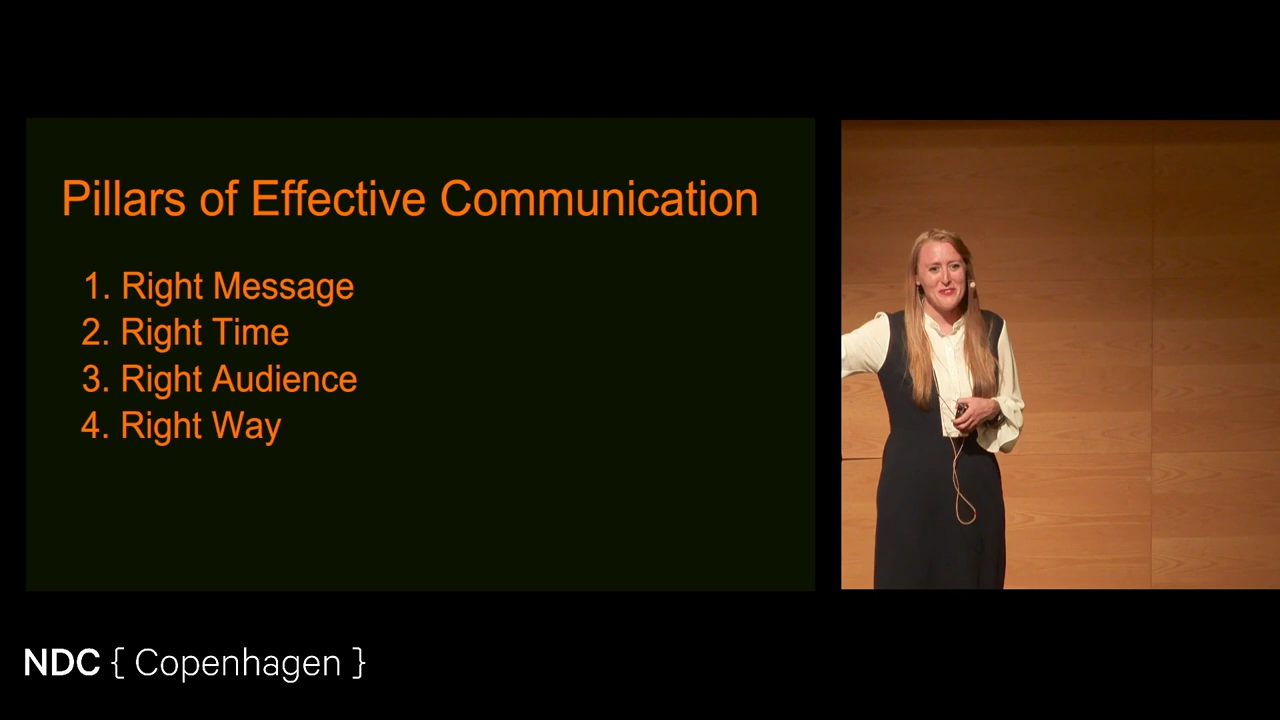 Pillars of Effective Communication
1. Right Message
2. Right Time
3. Right Audience
4. Right Way
NDC { Copenhagen }